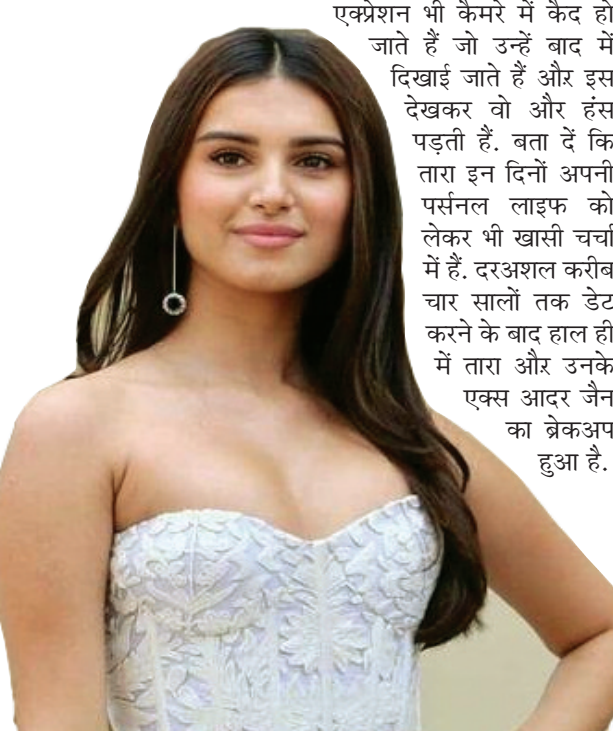 एक्प्रेशन भी कैमरे में कैद हो
जाते हैं जो उन्हें बाद में
दिखाई जाते हैं और इस
देखकर वो और हंस
पड़ती हैं. बता दें कि
तारा इन दिनों अपनी
पर्सनल लाइफ को
लेकर भी खासी चर्चा
में हैं. दरअशल करीब
चार सालों तक डेट
करने के बाद हाल ही
में तारा और उनके
एक्स आदर जैन
का ब्रेकअप
हुआ है.